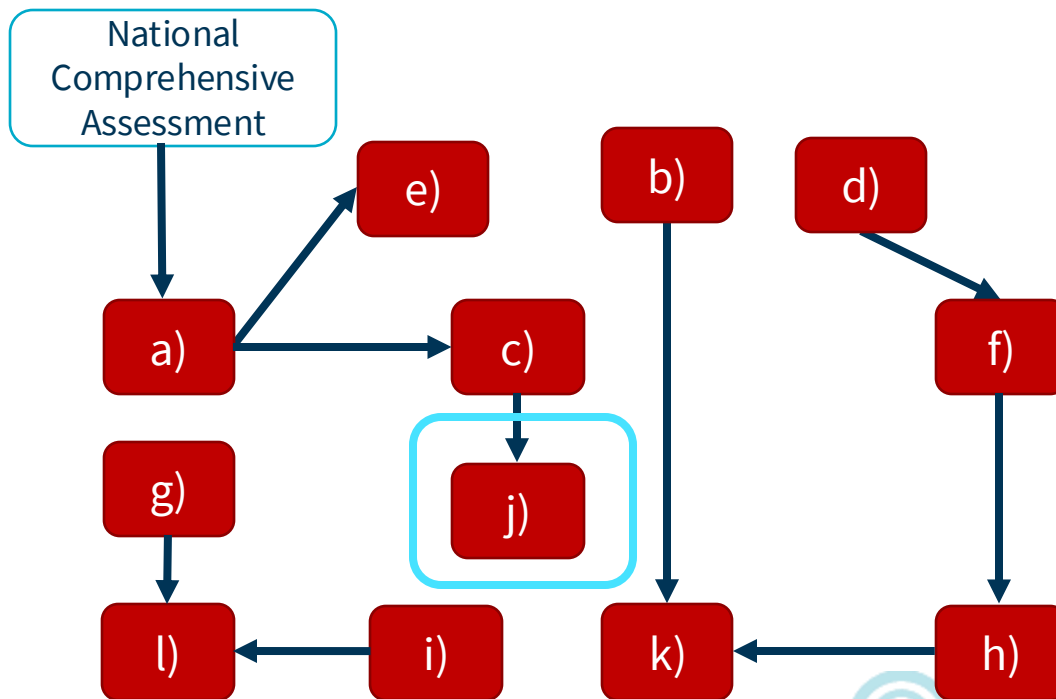 National
Comprehensive
Assessment
e)
b)
d)
a)
c)
f)
g)
j)
l)
i)
k)
h)